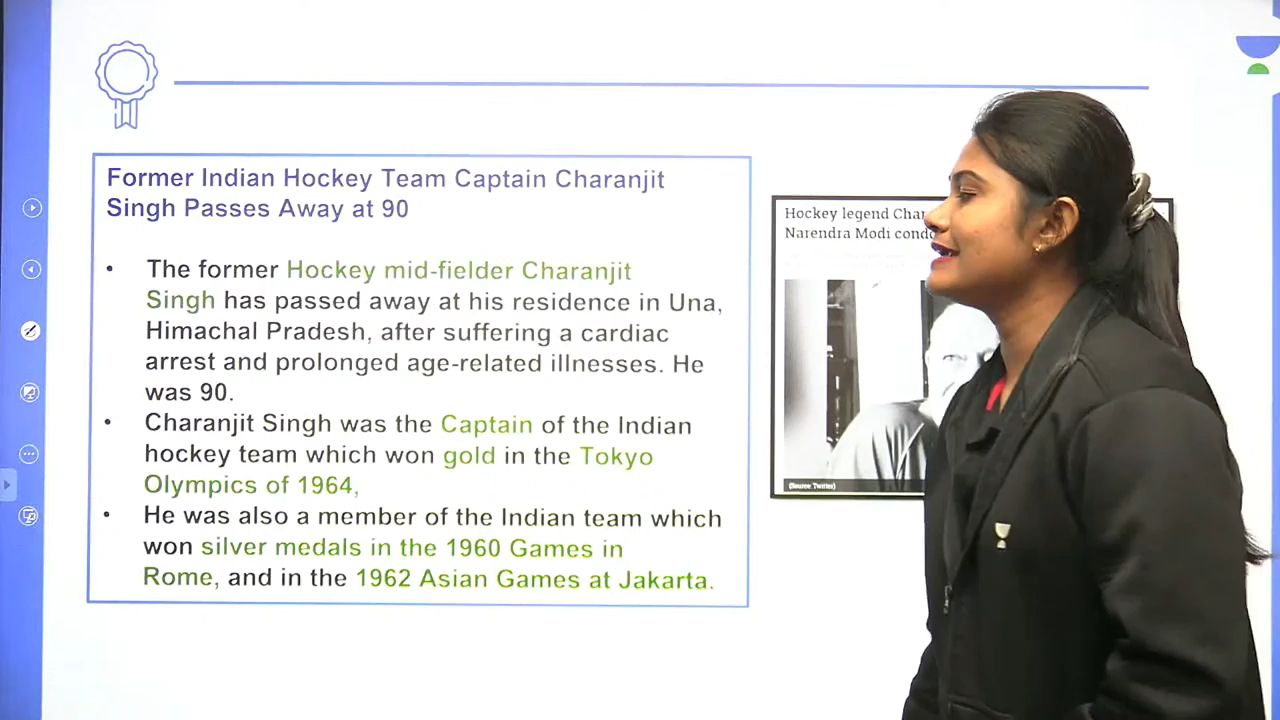 Former Indian Hockey Team Captain Charanjit
Singh Passes Away at 90
• The former Hockey mid-fielder Charanjit
Singh has passed away at his residence in Una,
Himachal Pradesh, after suffering a cardiac
arrest and prolonged age-related illnesses. He
was 90.
• Charanjit Singh was the Captain of the Indian
hockey team which won gold in the Tokyo
Olympics of 1964,
• He was also a member of the Indian team which
won silver medals in the 1960 Games in
Rome, and in the 1962 Asian Games at Jakarta.
Hockey legend
Narendra Modi
(Source Twitter)